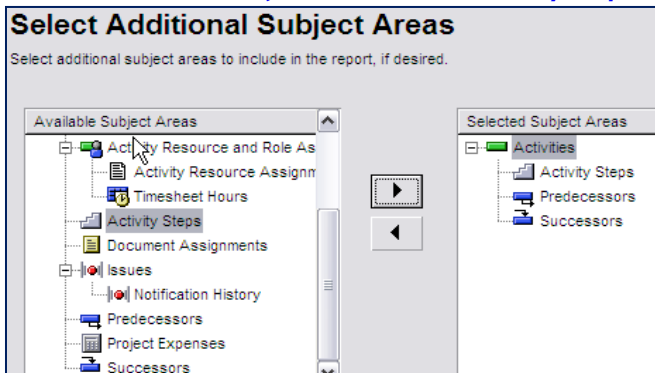 Select Additional Subject Areas
Select additional subject areas to include in the report, if desired.
Available Subject Areas
Activity Resource and Role As
Activity Resource Assignm
Timesheet Hours
Activity Steps
Document Assignments
Issues
Notification History
Predecessors
Project Expenses
Successors
Selected Subject Areas
Activities
Activity Steps
Predecessors
Successors